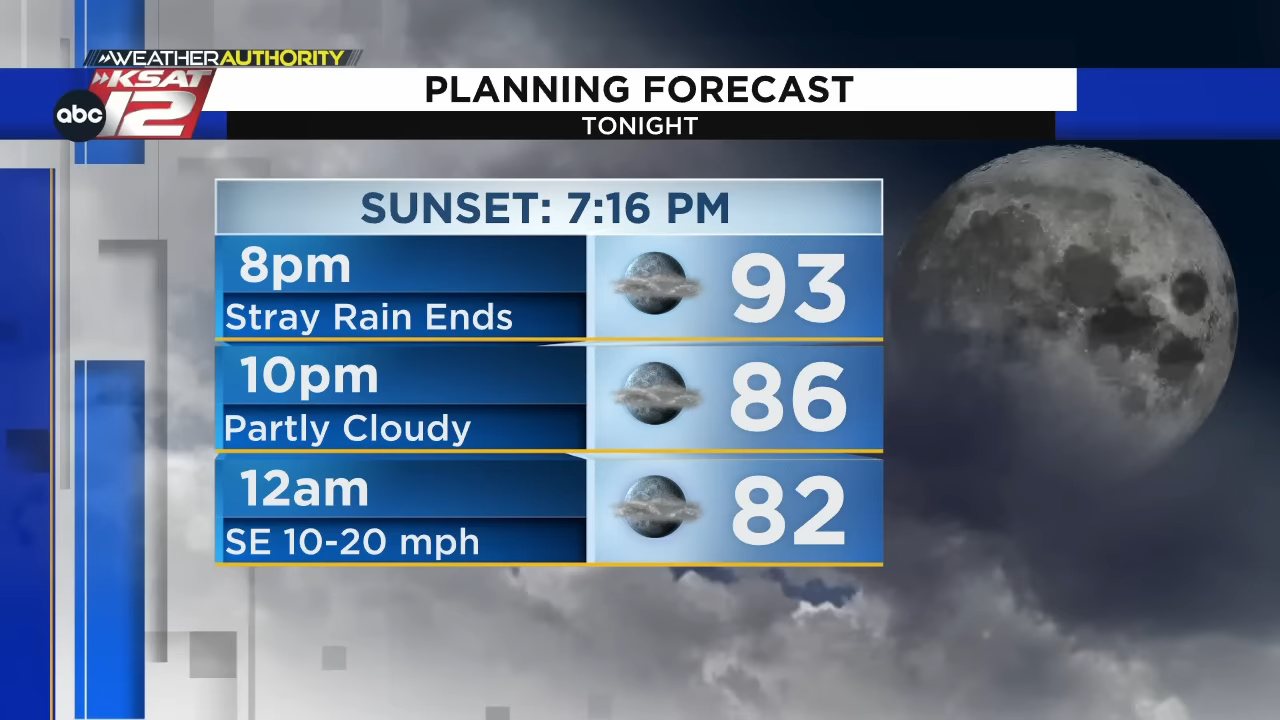 WEATHERAUTHORITY
KSAT
abc
12
PLANNING FORECAST
TONIGHT
SUNSET: 7:16 PM
8pm
93
Stray Rain Ends
10pm
86
Partly Cloudy
12am
82
SE 10-20 mph